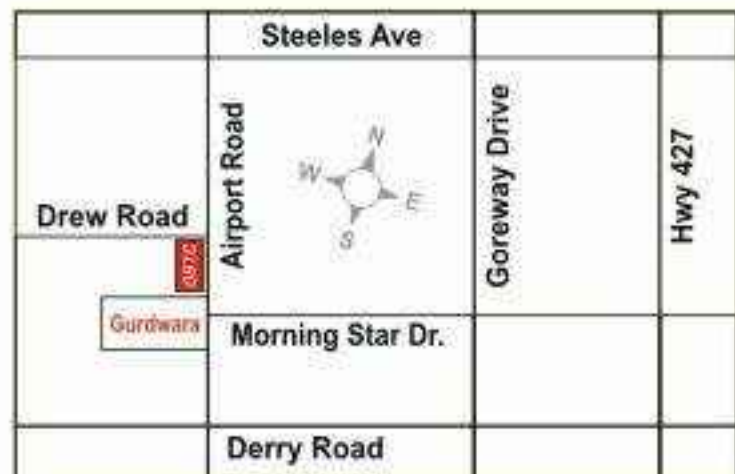 Steeles Ave
Airport Road
Goreway Drive
Hwy 427
N
W
E
S
Drew Road
Gurdwara
Morning Star Dr.
Derry Road